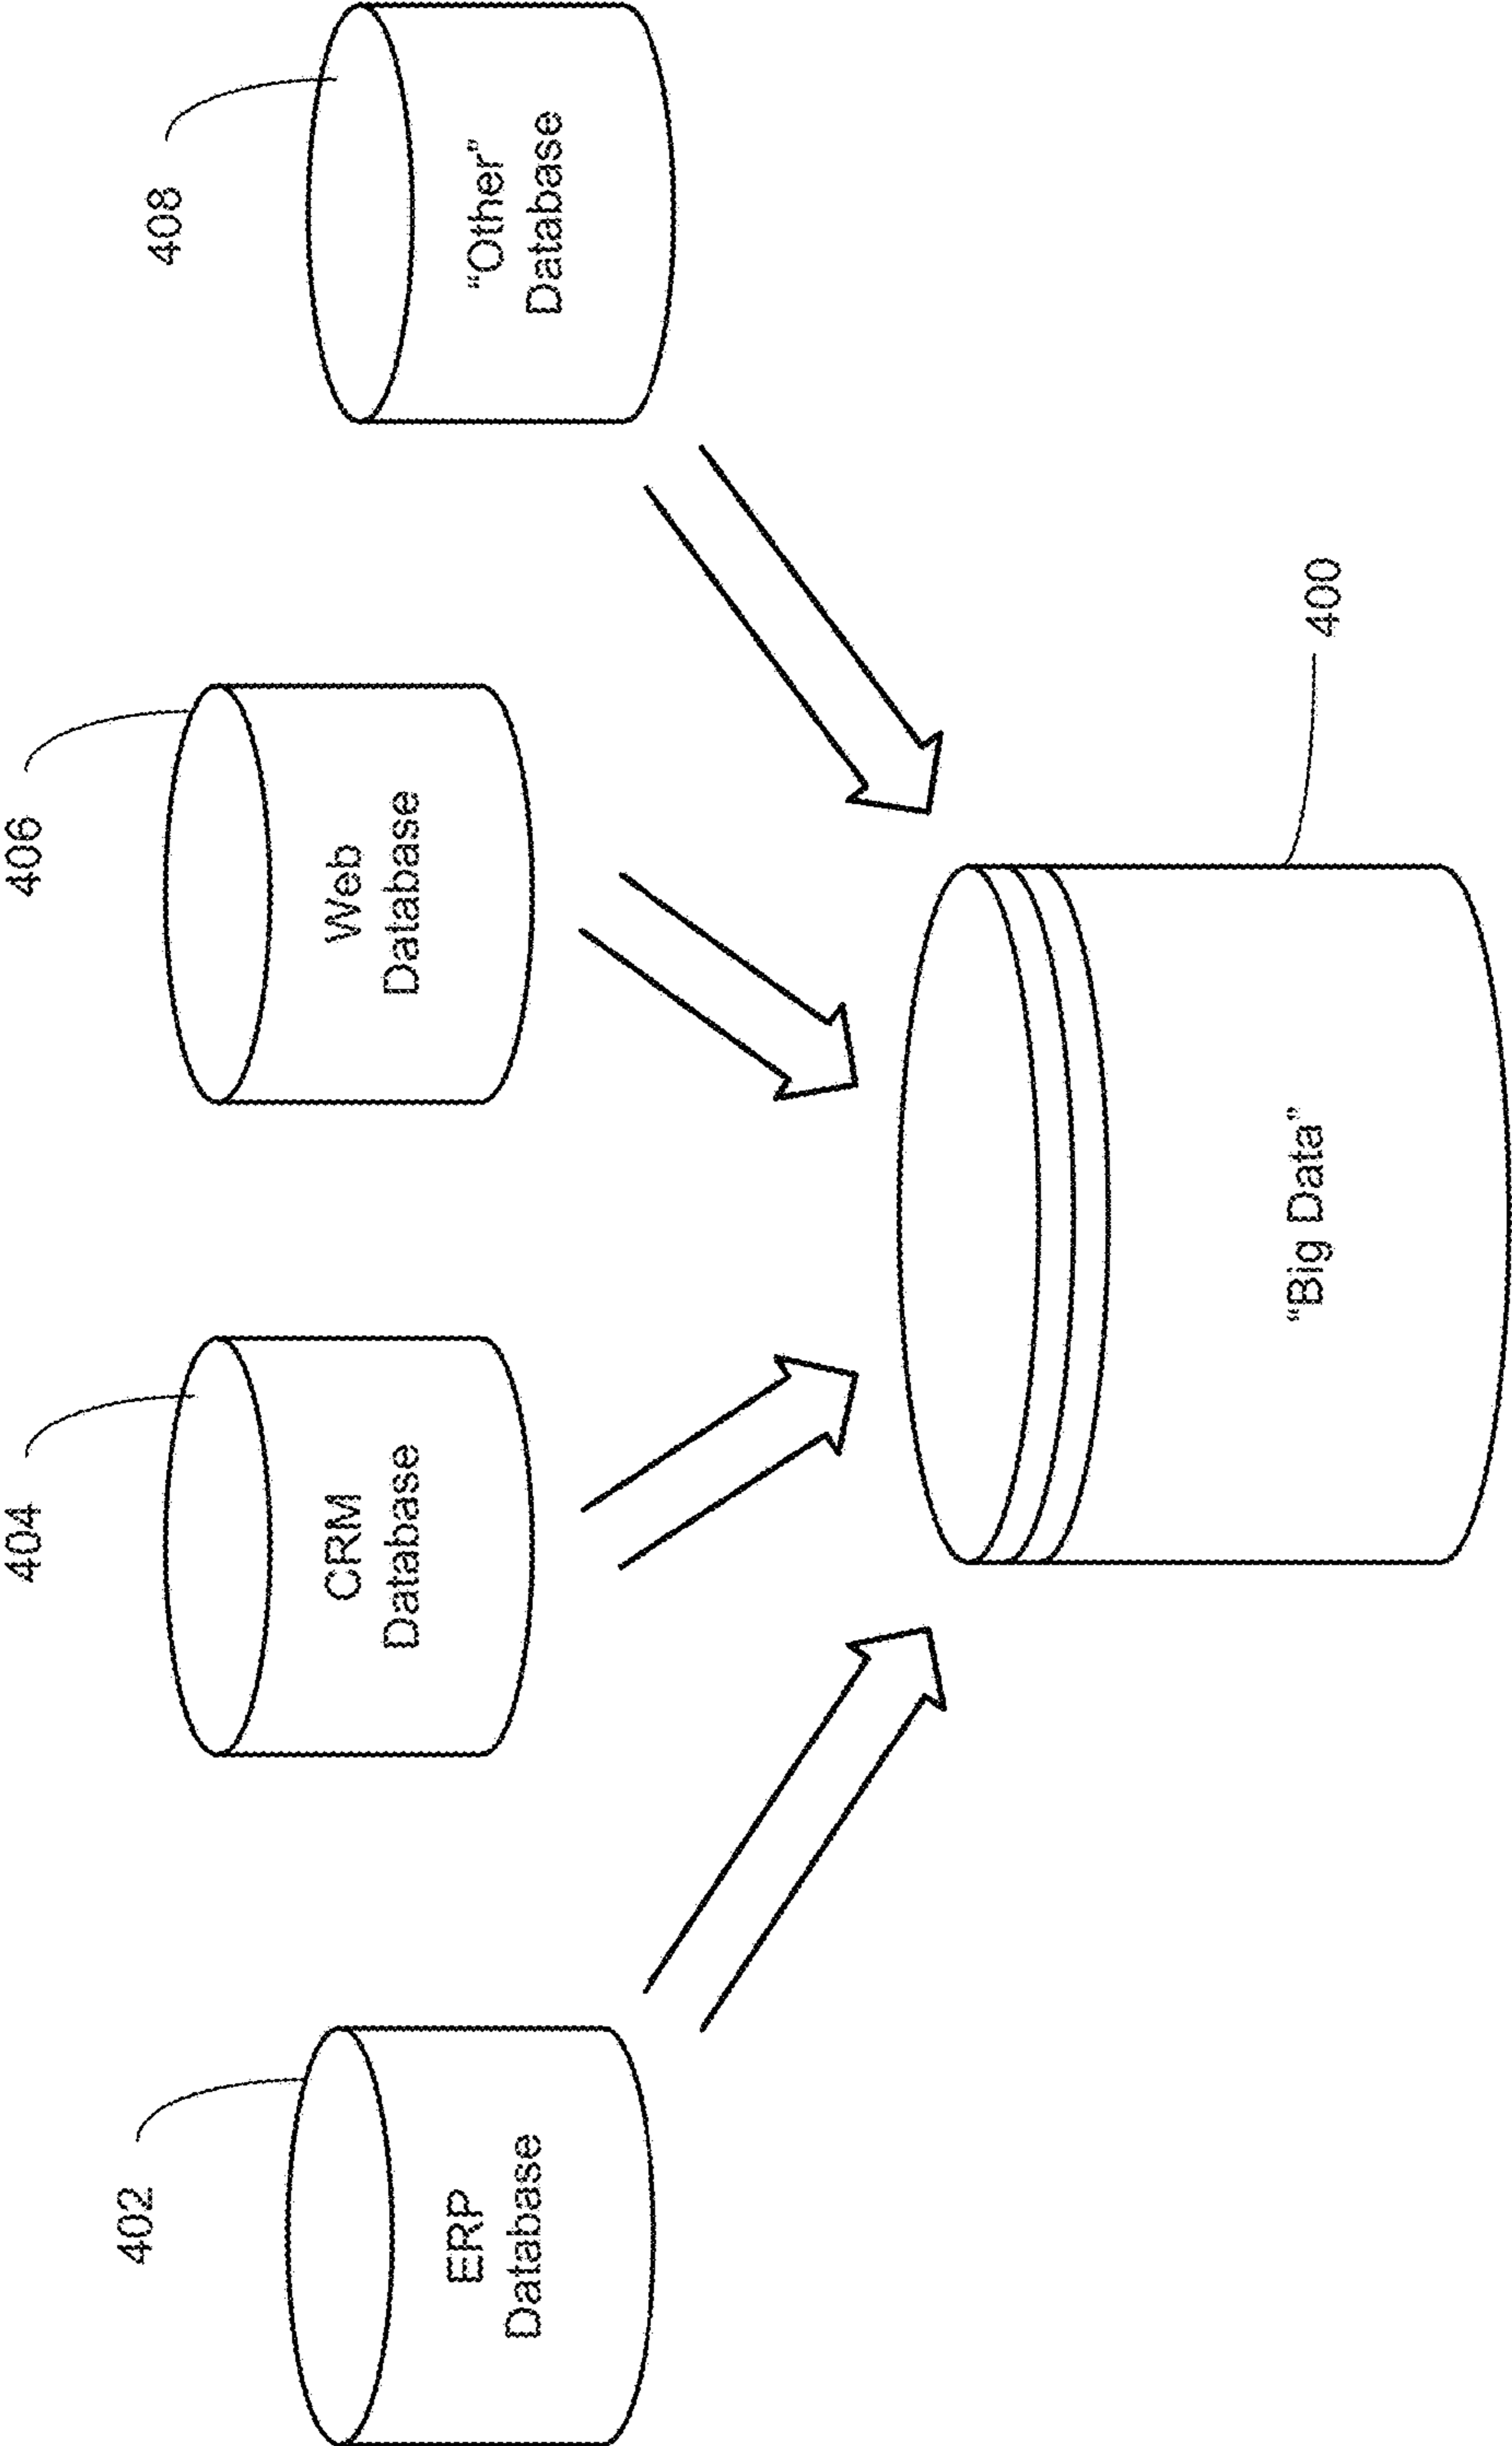 402
ERP
Database
404
CRM
Database
406
Web
Database
408
“Other”
Database
“Big Data”
400